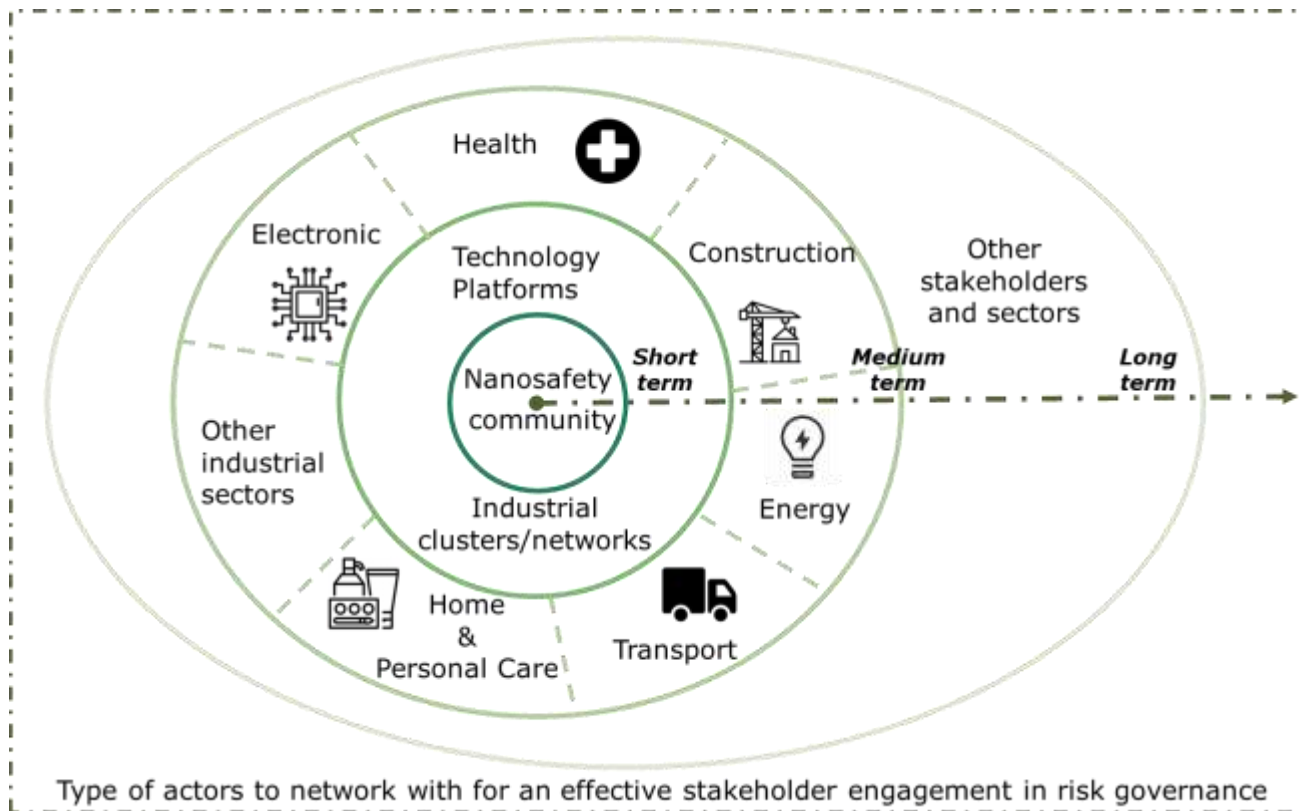 Health
Electronic
Technology
Platforms
Construction
Other
stakeholders
and sectors
Short
term
Medium
term
Long
term
Nanosafety
community
Other
industrial
sectors
Industrial
clusters/networks
Energy
Home
&
Personal Care
Transport
Type of actors to network with for an effective stakeholder engagement in risk governance